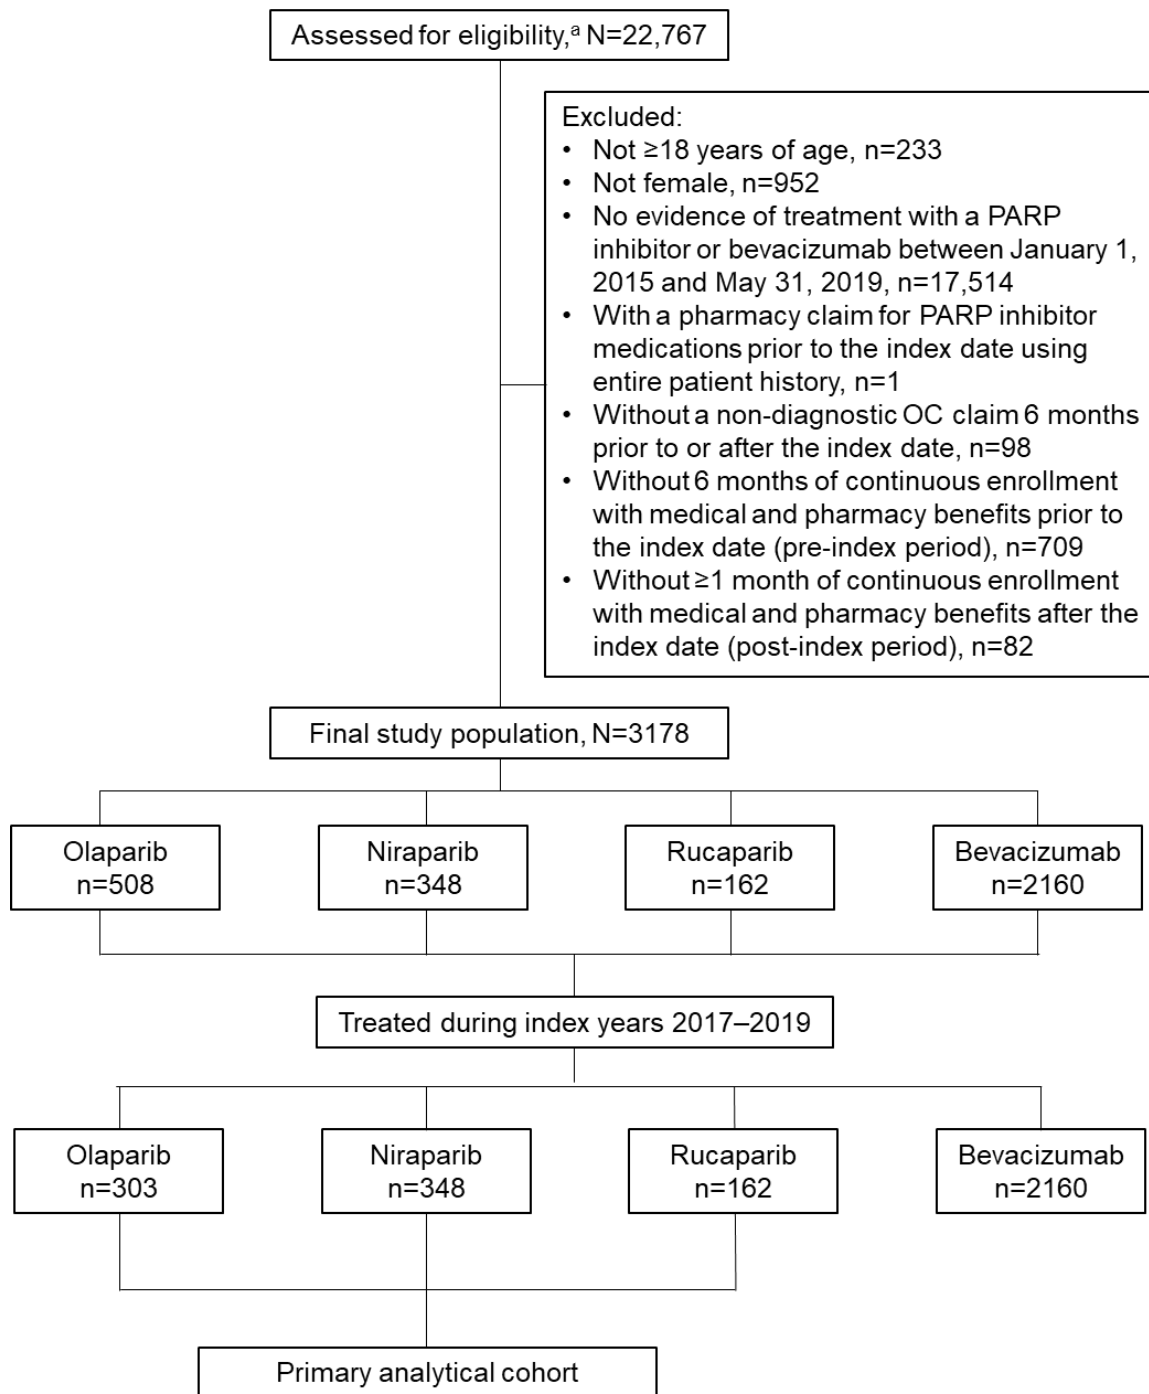 Assessed for eligibility,ᵃ N=22,767
Excluded:
• Not ≥18 years of age, n=233
• Not female, n=952
• No evidence of treatment with a PARP
inhibitor or bevacizumab between January 1,
2015 and May 31, 2019, n=17,514
• With a pharmacy claim for PARP inhibitor
medications prior to the index date using
entire patient history, n=1
• Without a non-diagnostic OC claim 6 months
prior to or after the index date, n=98
• Without 6 months of continuous enrollment
with medical and pharmacy benefits prior to
the index date (pre-index period), n=709
• Without ≥1 month of continuous enrollment
with medical and pharmacy benefits after the
index date (post-index period), n=82
Final study population, N=3178
Olaparib
n=508
Niraparib
n=348
Rucaparib
n=162
Bevacizumab
n=2160
Treated during index years 2017–2019
Olaparib
n=303
Niraparib
n=348
Rucaparib
n=162
Bevacizumab
n=2160
Primary analytical cohort